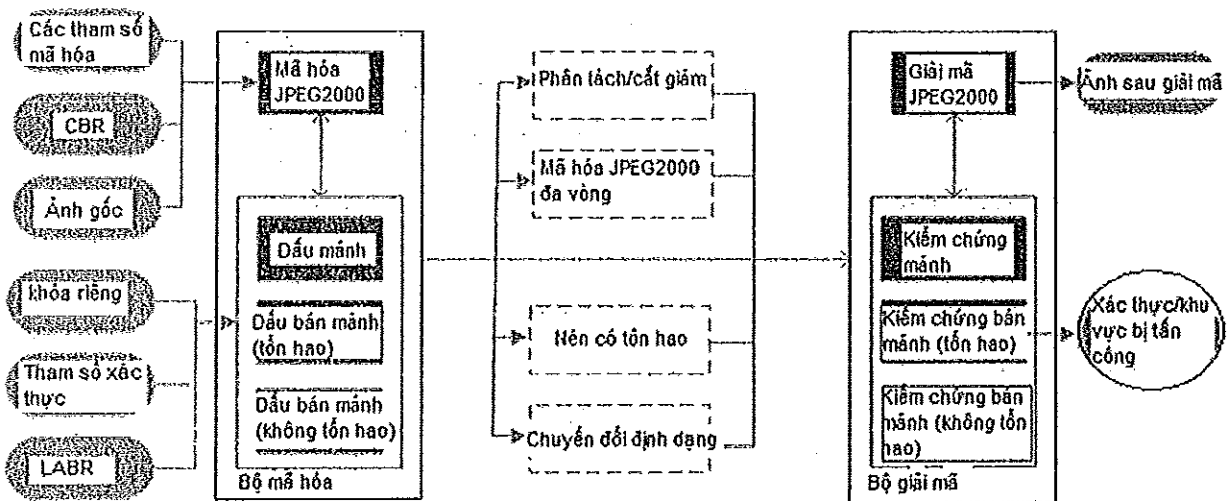 Các tham số
mã hóa
CBR
Ảnh gốc
khóa riêng
Tham số xác
thực
LABR
Mã hóa
JPEG2000
Dấu mảnh
Dấu bán mảnh
(tổn hao)
Dấu bán mảnh
(không tổn hao)
Bộ mã hóa
Phân tách/cắt giảm
Mã hóa JPEG2000
đa vòng
Nén có tổn hao
Chuyển đổi định dạng
Giải mã
JPEG2000
Kiểm chứng
mảnh
Kiểm chứng bán
mảnh (tổn hao)
Kiểm chứng bán
mảnh (không tổn
hao)
Bộ giải mã
Ảnh sau giải mã
Xác thực/khu
vực bị tấn
công